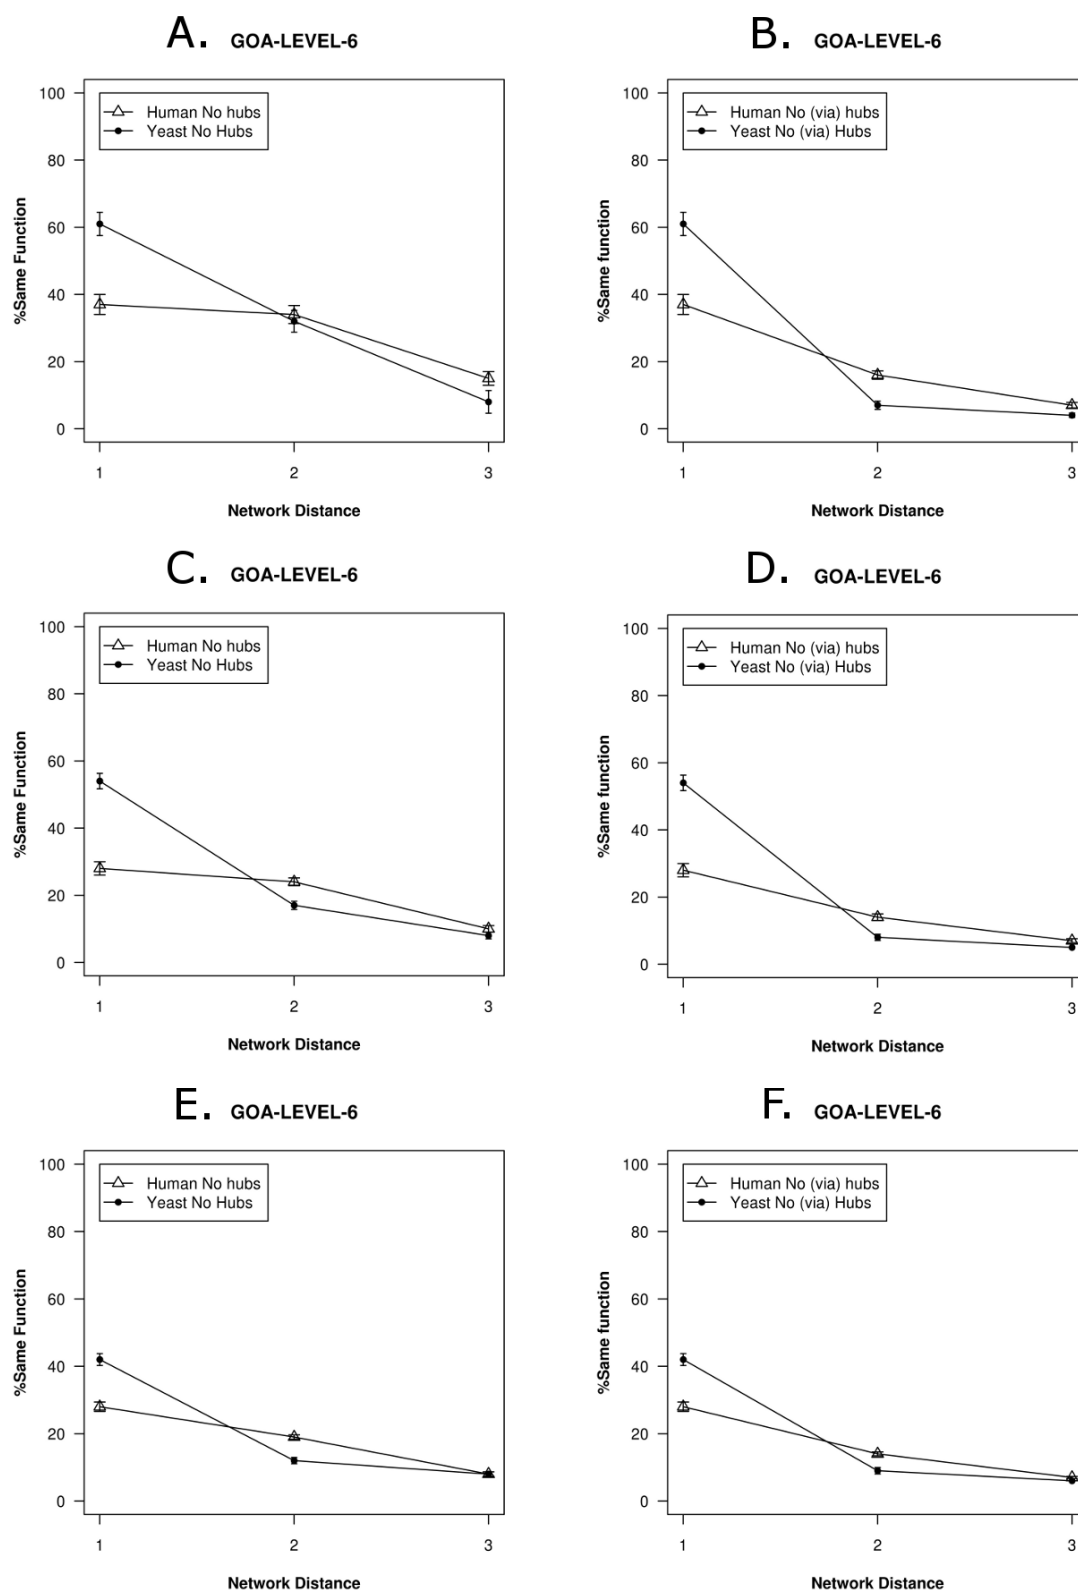 A. GOA-LEVEL-6
Human No hubs
Yeast No Hubs
100
80
60
40
20
0
%Same Function
1 2 3
Network Distance
B. GOA-LEVEL-6
Human No (via) hubs
Yeast No (via) Hubs
100
80
60
40
20
0
%Same function
1 2 3
Network Distance
C. GOA-LEVEL-6
Human No hubs
Yeast No Hubs
100
80
60
40
20
0
%Same Function
1 2 3
Network Distance
D. GOA-LEVEL-6
Human No (via) hubs
Yeast No (via) Hubs
100
80
60
40
20
0
%Same function
1 2 3
Network Distance
E. GOA-LEVEL-6
Human No hubs
Yeast No Hubs
100
80
60
40
20
0
%Same Function
1 2 3
Network Distance
F. GOA-LEVEL-6
Human No (via) hubs
Yeast No (via) Hubs
100
80
60
40
20
0
%Same function
1 2 3
Network Distance